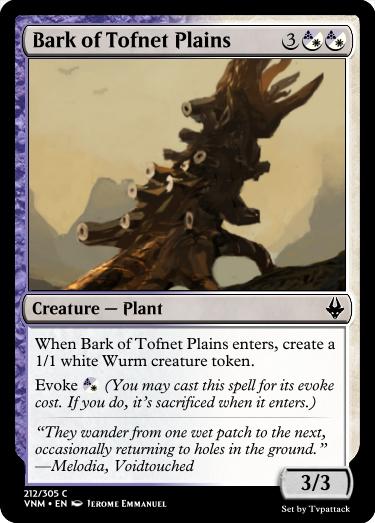 Bark of Tofnet Plains 3
Creature — Plant
When Bark of Tofnet Plains enters, create a
1/1 white Wurm creature token.
Evoke (You may cast this spell for its evoke
cost. If you do, it’s sacrificed when it enters.)
“They wander from one wet patch to the next,
occasionally returning to holes in the ground.”
—Melodia, Voidtouched
3/3
212/305 C
VNM • EN Jerome Emmanuel
Set by Tvpattack